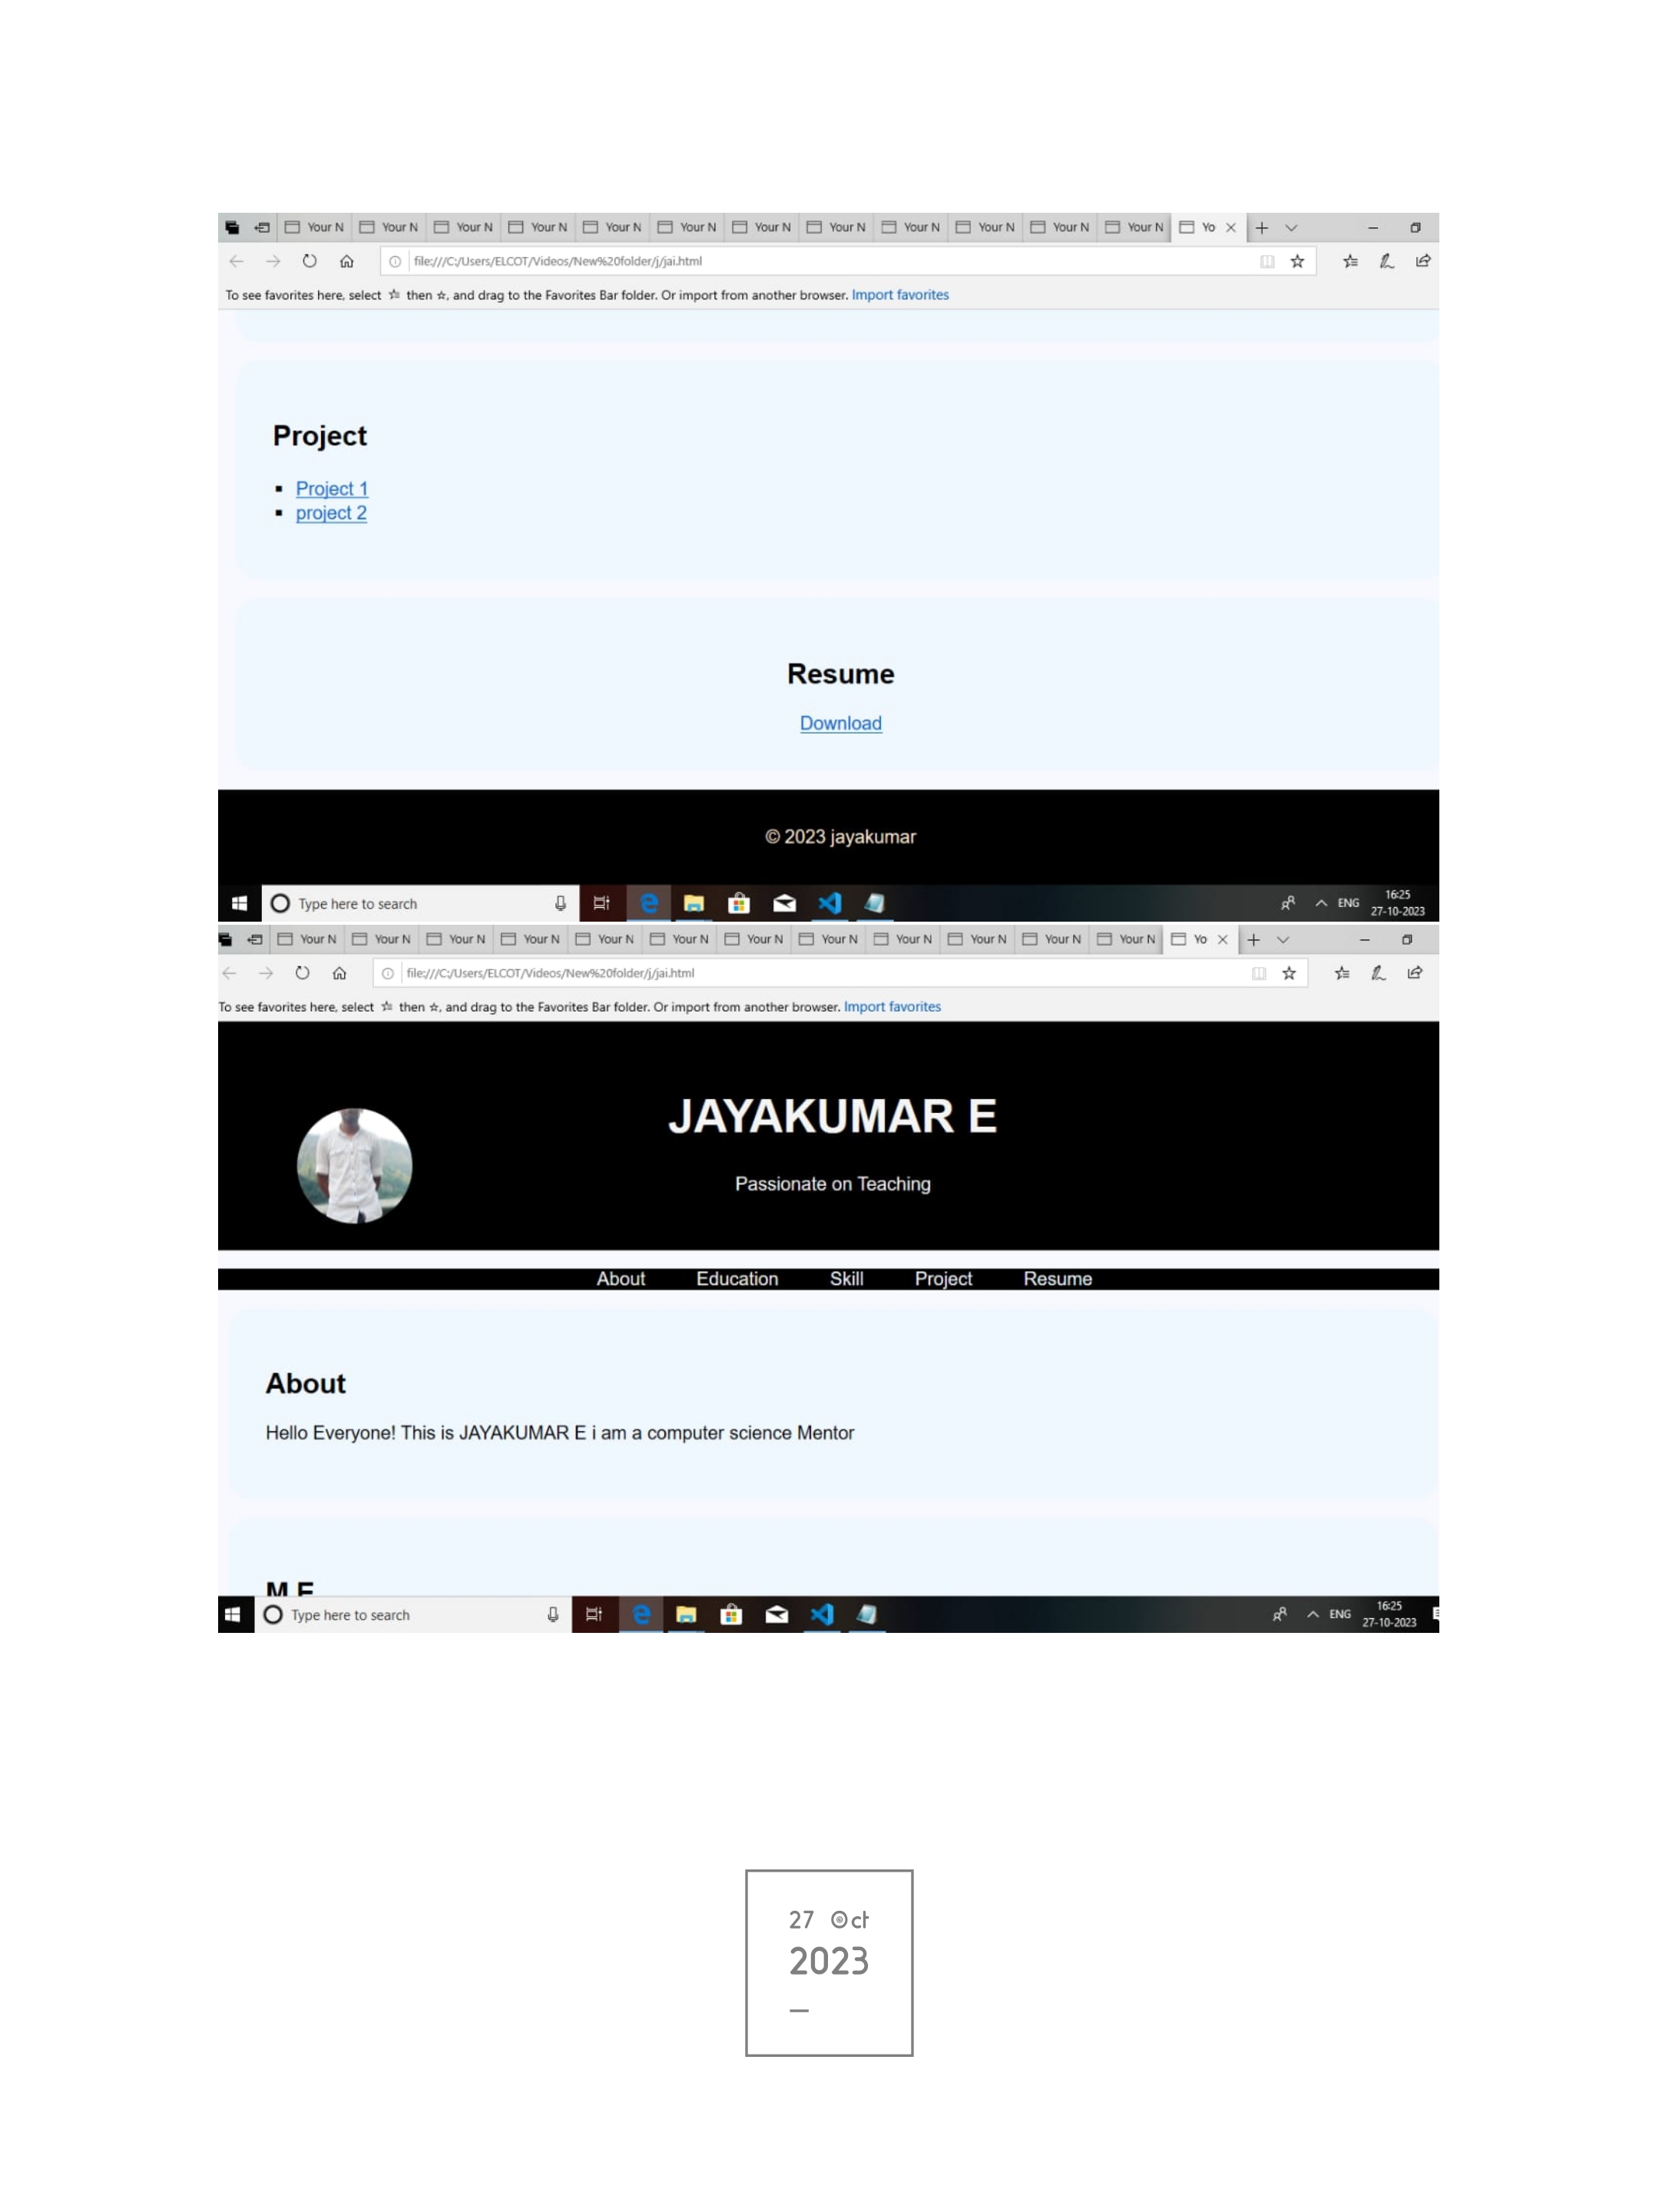 Your N Your N Your N Your N Your N Your N Your N Your N Your N Your N Your N Your N Yo
file:///C:/Users/ELCOT/Videos/New%20folder/j/jai.html
To see favorites here, select then ☆, and drag to the Favorites Bar folder. Or import from another browser. Import favorites
Project
▪ Project 1
▪ project 2
Resume
Download
© 2023 jayakumar
Type here to search
ENG
16:25
27-10-2023
Your N Your N Your N Your N Your N Your N Your N Your N Your N Your N Your N Your N Yo
file:///C:/Users/ELCOT/Videos/New%20folder/j/jai.html
To see favorites here, select then ☆, and drag to the Favorites Bar folder. Or import from another browser. Import favorites
JAYAKUMAR E
Passionate on Teaching
About Education Skill Project Resume
About
Hello Everyone! This is JAYAKUMAR E i am a computer science Mentor
M.E
Type here to search
ENG
16:25
27-10-2023
27 Oct
2023
—